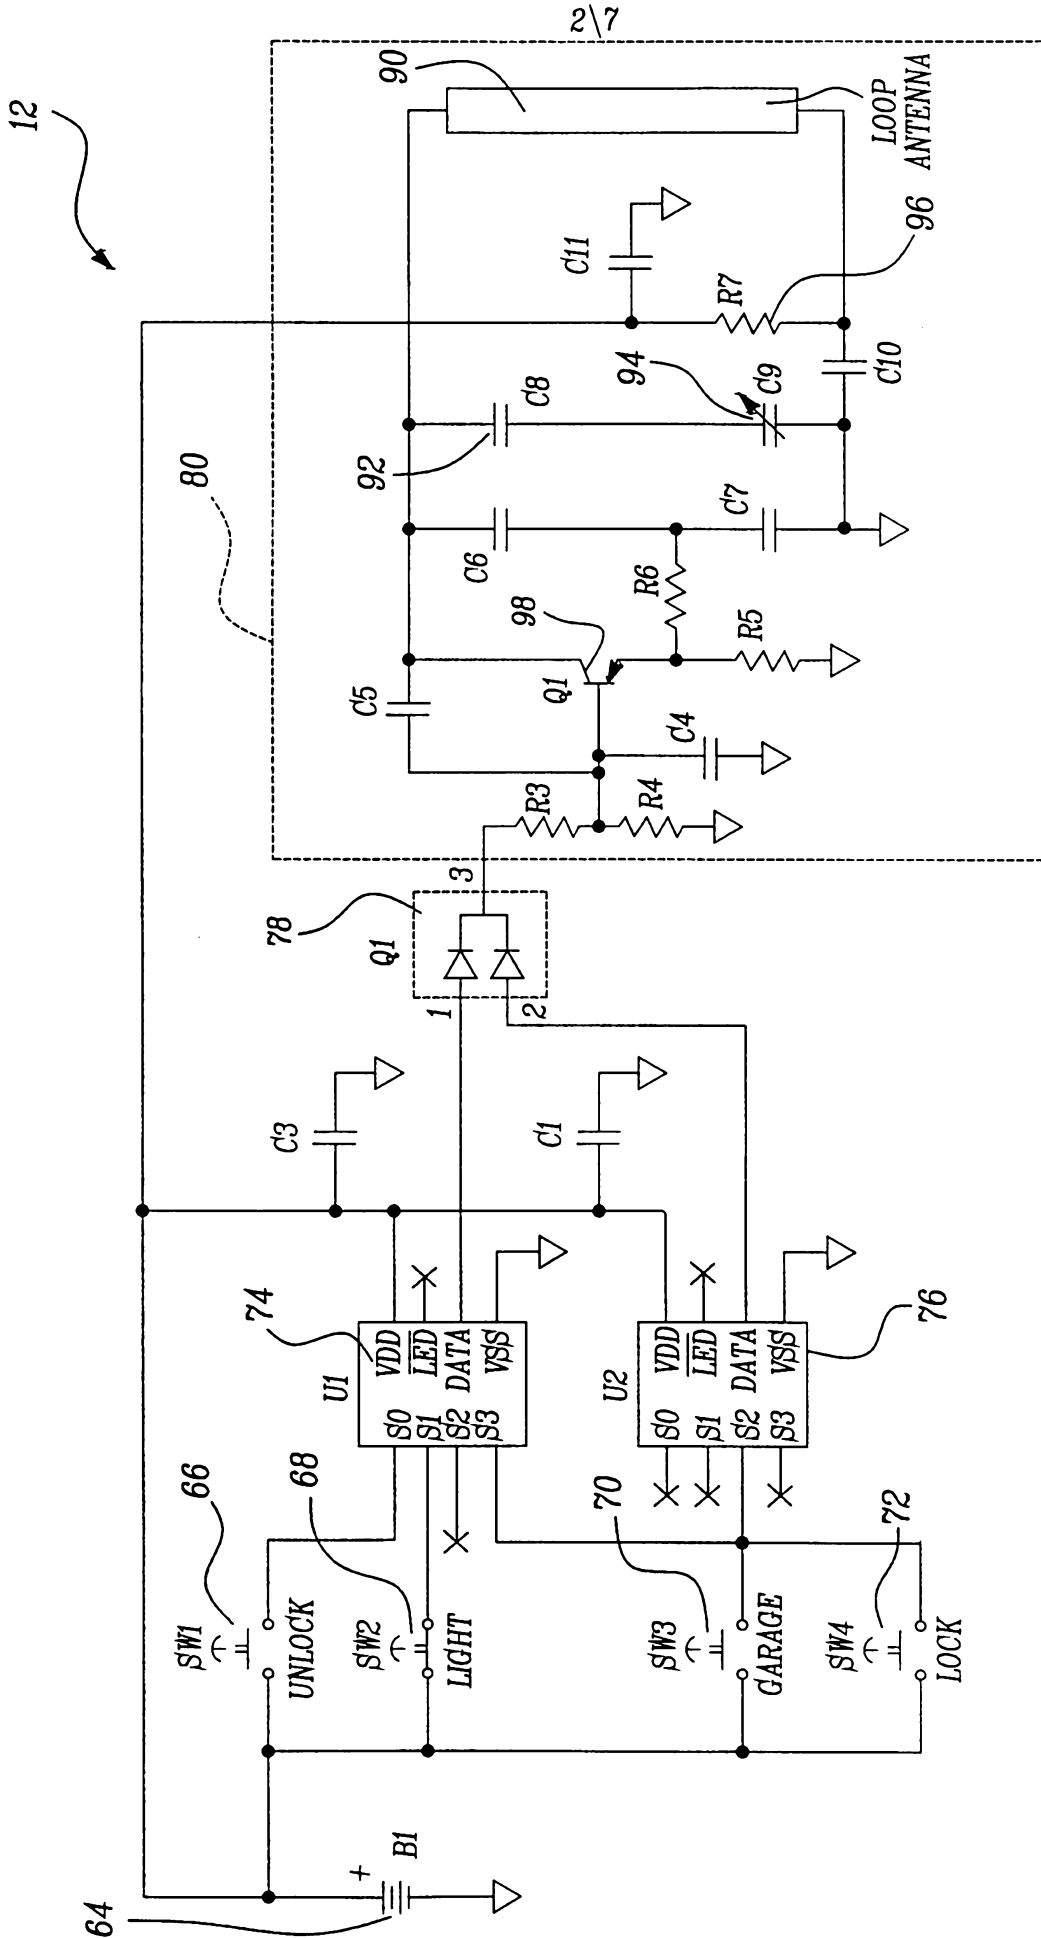 2\7
12
80
90
LOOP
ANTENNA
C11
R7
96
94
C9
C10
C8
92
C6
C7
R6
98
Q1
R5
C5
C4
R3
R4
3
78
Q1
1
2
C3
C1
74
U1
VDD
LED
DATA
VSS
S0
S1
S2
S3
U2
76
VDD
LED
DATA
VSS
S0
S1
S2
S3
66
SW1
UNLOCK
68
SW2
LIGHT
70
SW3
GARAGE
72
SW4
LOCK
64
+
B1